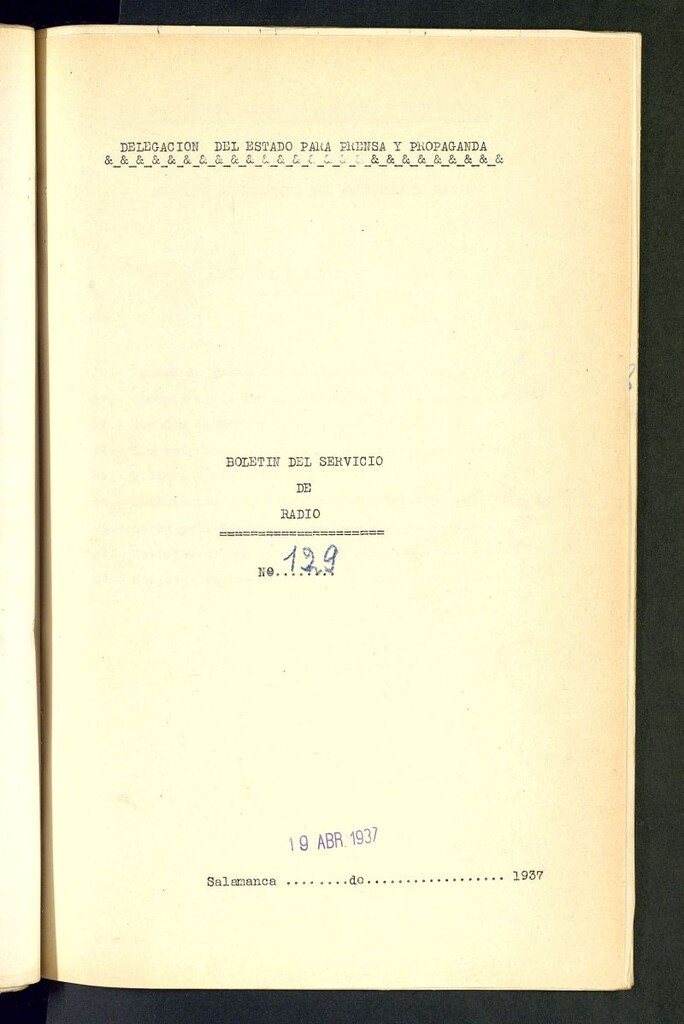 DELEGACION DEL ESTADO PARA PRENSA Y PROPAGANDA
&_&_&_&_&_&_&_&_&_&_&_&_&_&_&_&_&_&_&_&_&_&_&_&_&_&
BOLETIN DEL SERVICIO
DE
RADIO
=====================
Nº........ 129
19 ABR. 1937
Salamanca ........de.................. 1937